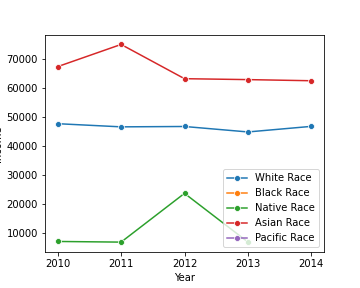 70000
60000
50000
40000
30000
20000
10000
2010 2011 2012 2013 2014
Year
White Race
Black Race
Native Race
Asian Race
Pacific Race